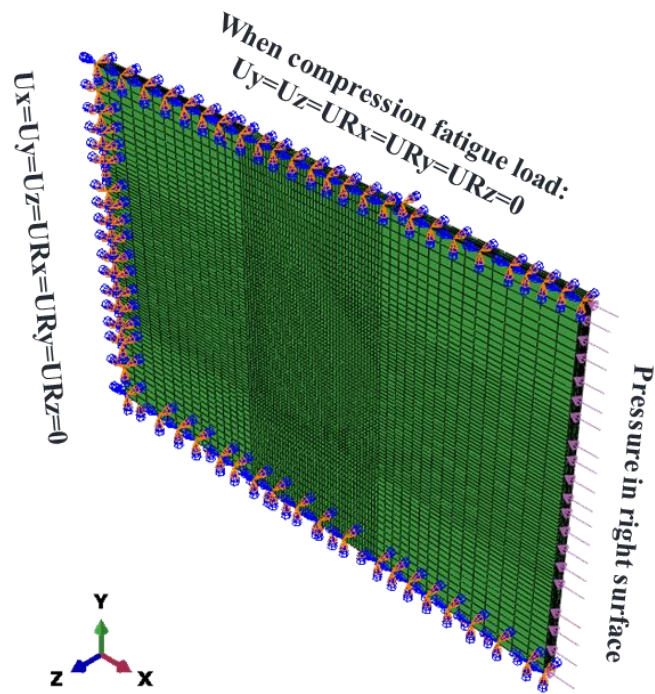 When compression fatigue load:
Uy=Uz=URx=URy=URz=0
Ux=Uy=Uz=URx=URy=URz=0
Pressure in right surface
Y
Z
X